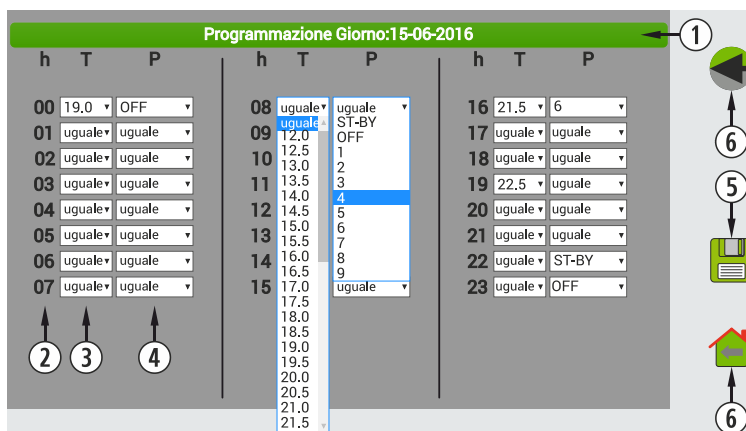 Programmazione Giorno:15-06-2016
1
h T P
00 19.0 OFF
01 uguale uguale
02 uguale uguale
03 uguale uguale
04 uguale uguale
05 uguale uguale
06 uguale uguale
07 uguale uguale
h T P
08 uguale uguale
09
10
11
12
13
14
15 uguale
uguale
12.0
12.5
13.0
13.5
14.0
14.5
15.0
15.5
16.0
16.5
17.0
17.5
18.0
18.5
19.0
19.5
20.0
20.5
21.0
21.5
ST-BY
OFF
1
2
3
4
5
6
7
8
9
h T P
16 21.5 6
17 uguale uguale
18 uguale uguale
19 22.5 uguale
20 uguale uguale
21 uguale uguale
22 uguale ST-BY
23 uguale OFF
2 3 4
6
5
6